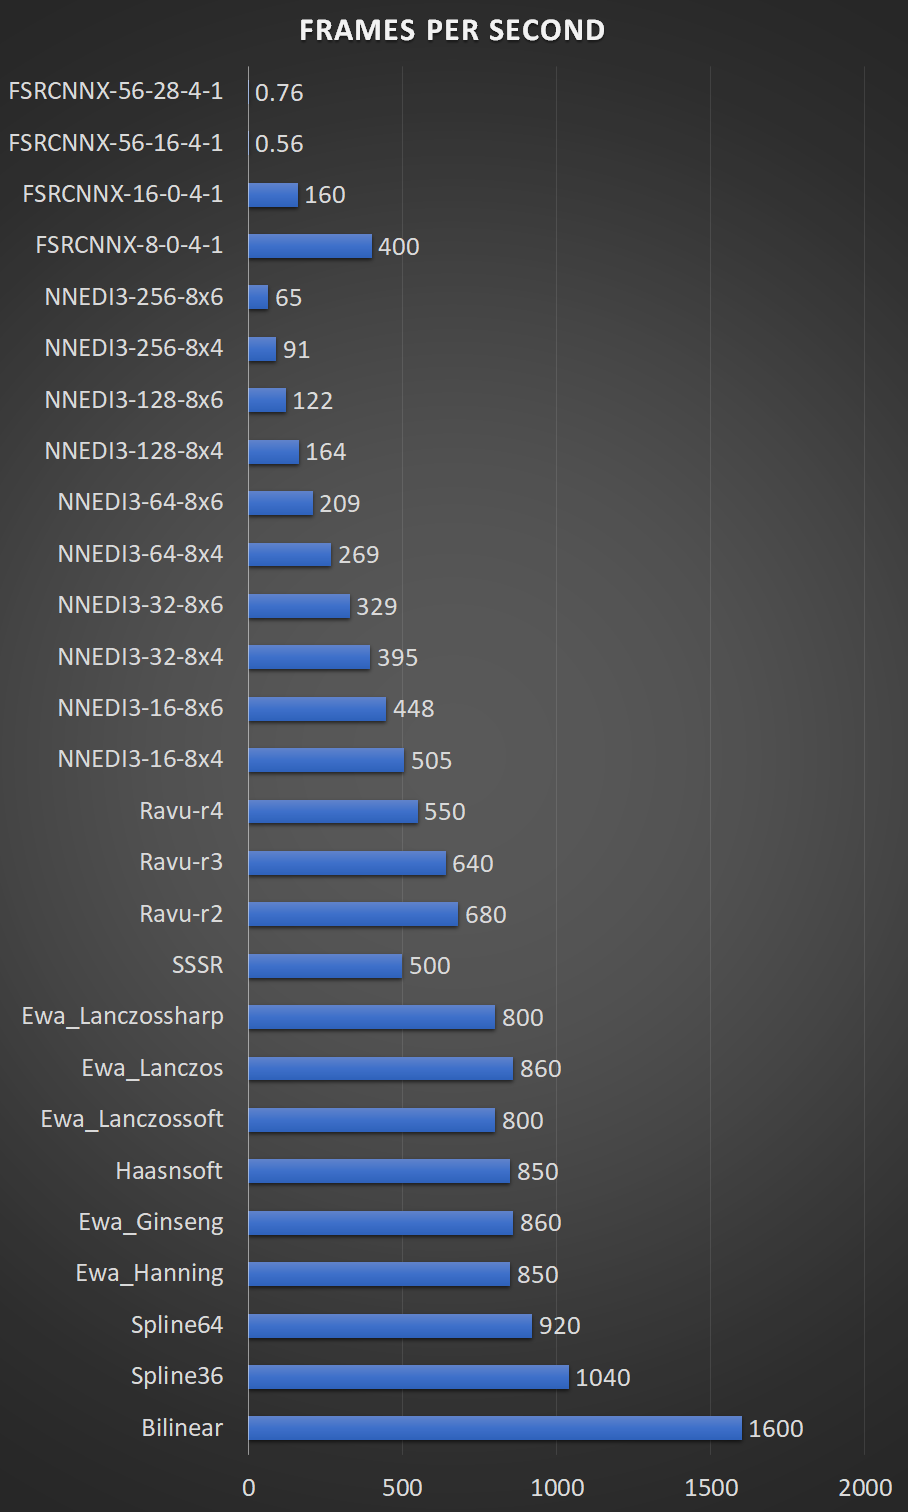 FRAMES PER SECOND
FSRCNNX-56-28-4-1 0.76
FSRCNNX-56-16-4-1 0.56
FSRCNNX-16-0-4-1 160
FSRCNNX-8-0-4-1 400
NNEDI3-256-8x6 65
NNEDI3-256-8x4 91
NNEDI3-128-8x6 122
NNEDI3-128-8x4 164
NNEDI3-64-8x6 209
NNEDI3-64-8x4 269
NNEDI3-32-8x6 329
NNEDI3-32-8x4 395
NNEDI3-16-8x6 448
NNEDI3-16-8x4 505
Ravu-r4 550
Ravu-r3 640
Ravu-r2 680
SSSR 500
Ewa_Lanczossharp 800
Ewa_Lanczos 860
Ewa_Lanczossoft 800
Haasnsoft 850
Ewa_Ginseng 860
Ewa_Hanning 850
Spline64 920
Spline36 1040
Bilinear 1600
0 500 1000 1500 2000